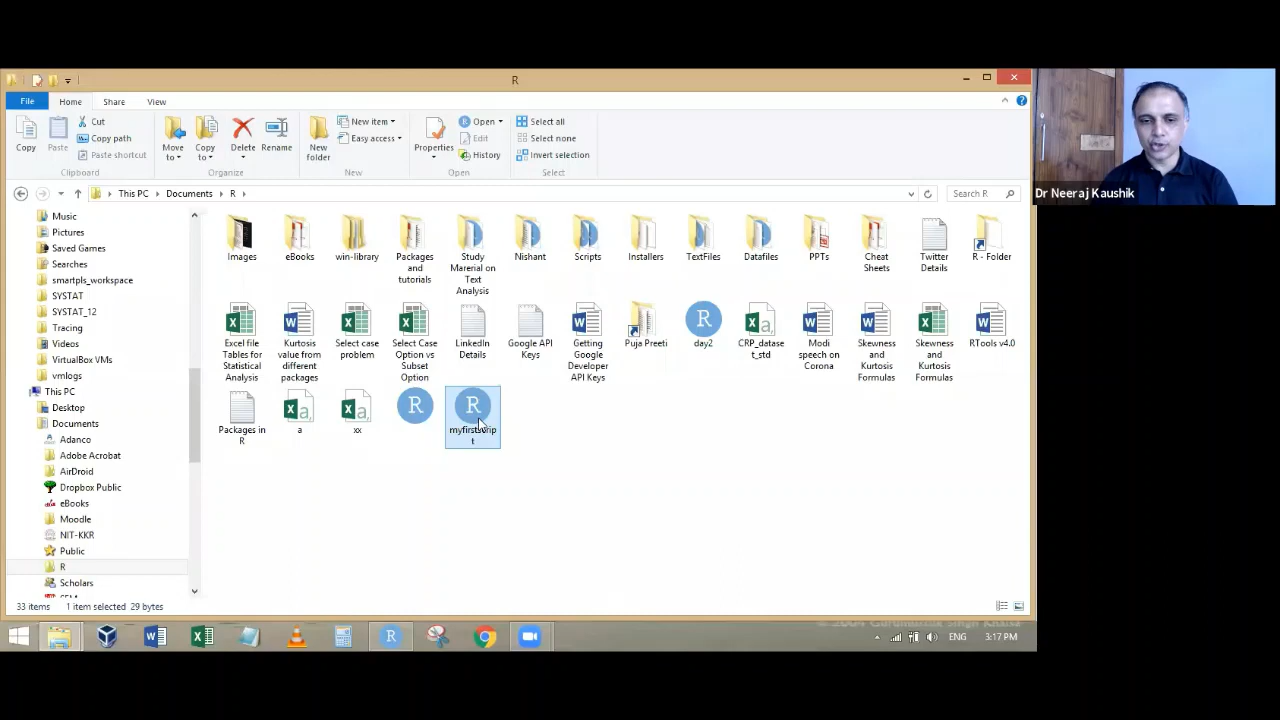 R
File
Home
Share
View
Copy
Paste
Cut
Copy path
Paste shortcut
Clipboard
Move
to
Copy
to
Delete
Rename
Organize
New
folder
New item
Easy access
New
Properties
Open
Edit
History
Open
Select all
Select none
Invert selection
Select
This PC
Documents
R
Search R
Dr Neeraj Kaushik
Music
Pictures
Saved Games
Searches
smartpls_workspace
SYSTAT
SYSTAT_12
Tracing
Videos
VirtualBox VMs
vmlogs
This PC
Desktop
Documents
Adanco
Adobe Acrobat
AirDroid
Dropbox Public
eBooks
Moodle
NIT-KKR
Public
R
Scholars
Images
eBooks
win-library
Packages
and
tutorials
Study
Marerial on
Text
Analysis
Nishant
Scripts
Installers
TextFiles
Datafiles
PPTs
Cheat
Sheets
Twitter
Details
R - Folder
Excel file
Tables for
Statistical
Analysis
Kurtosis
value from
different
packages
Select case
problem
Select Case
Option vs
Subset
Option
LinkedIn
Details
Google API
Keys
Getting
Google
Developer
API Keys
Puja Preeti
R
day2
CRP_datase
t_std
Modi
speech on
Corona
Skewness
and
Kurtosis
Formulas
Skewness
and
Kurtosis
Formulas
RTools v4.0
Packages in
R
a
xx
R
R
myfirstscrip
t
33 items
1 item selected 29 bytes
ENG
3:17 PM